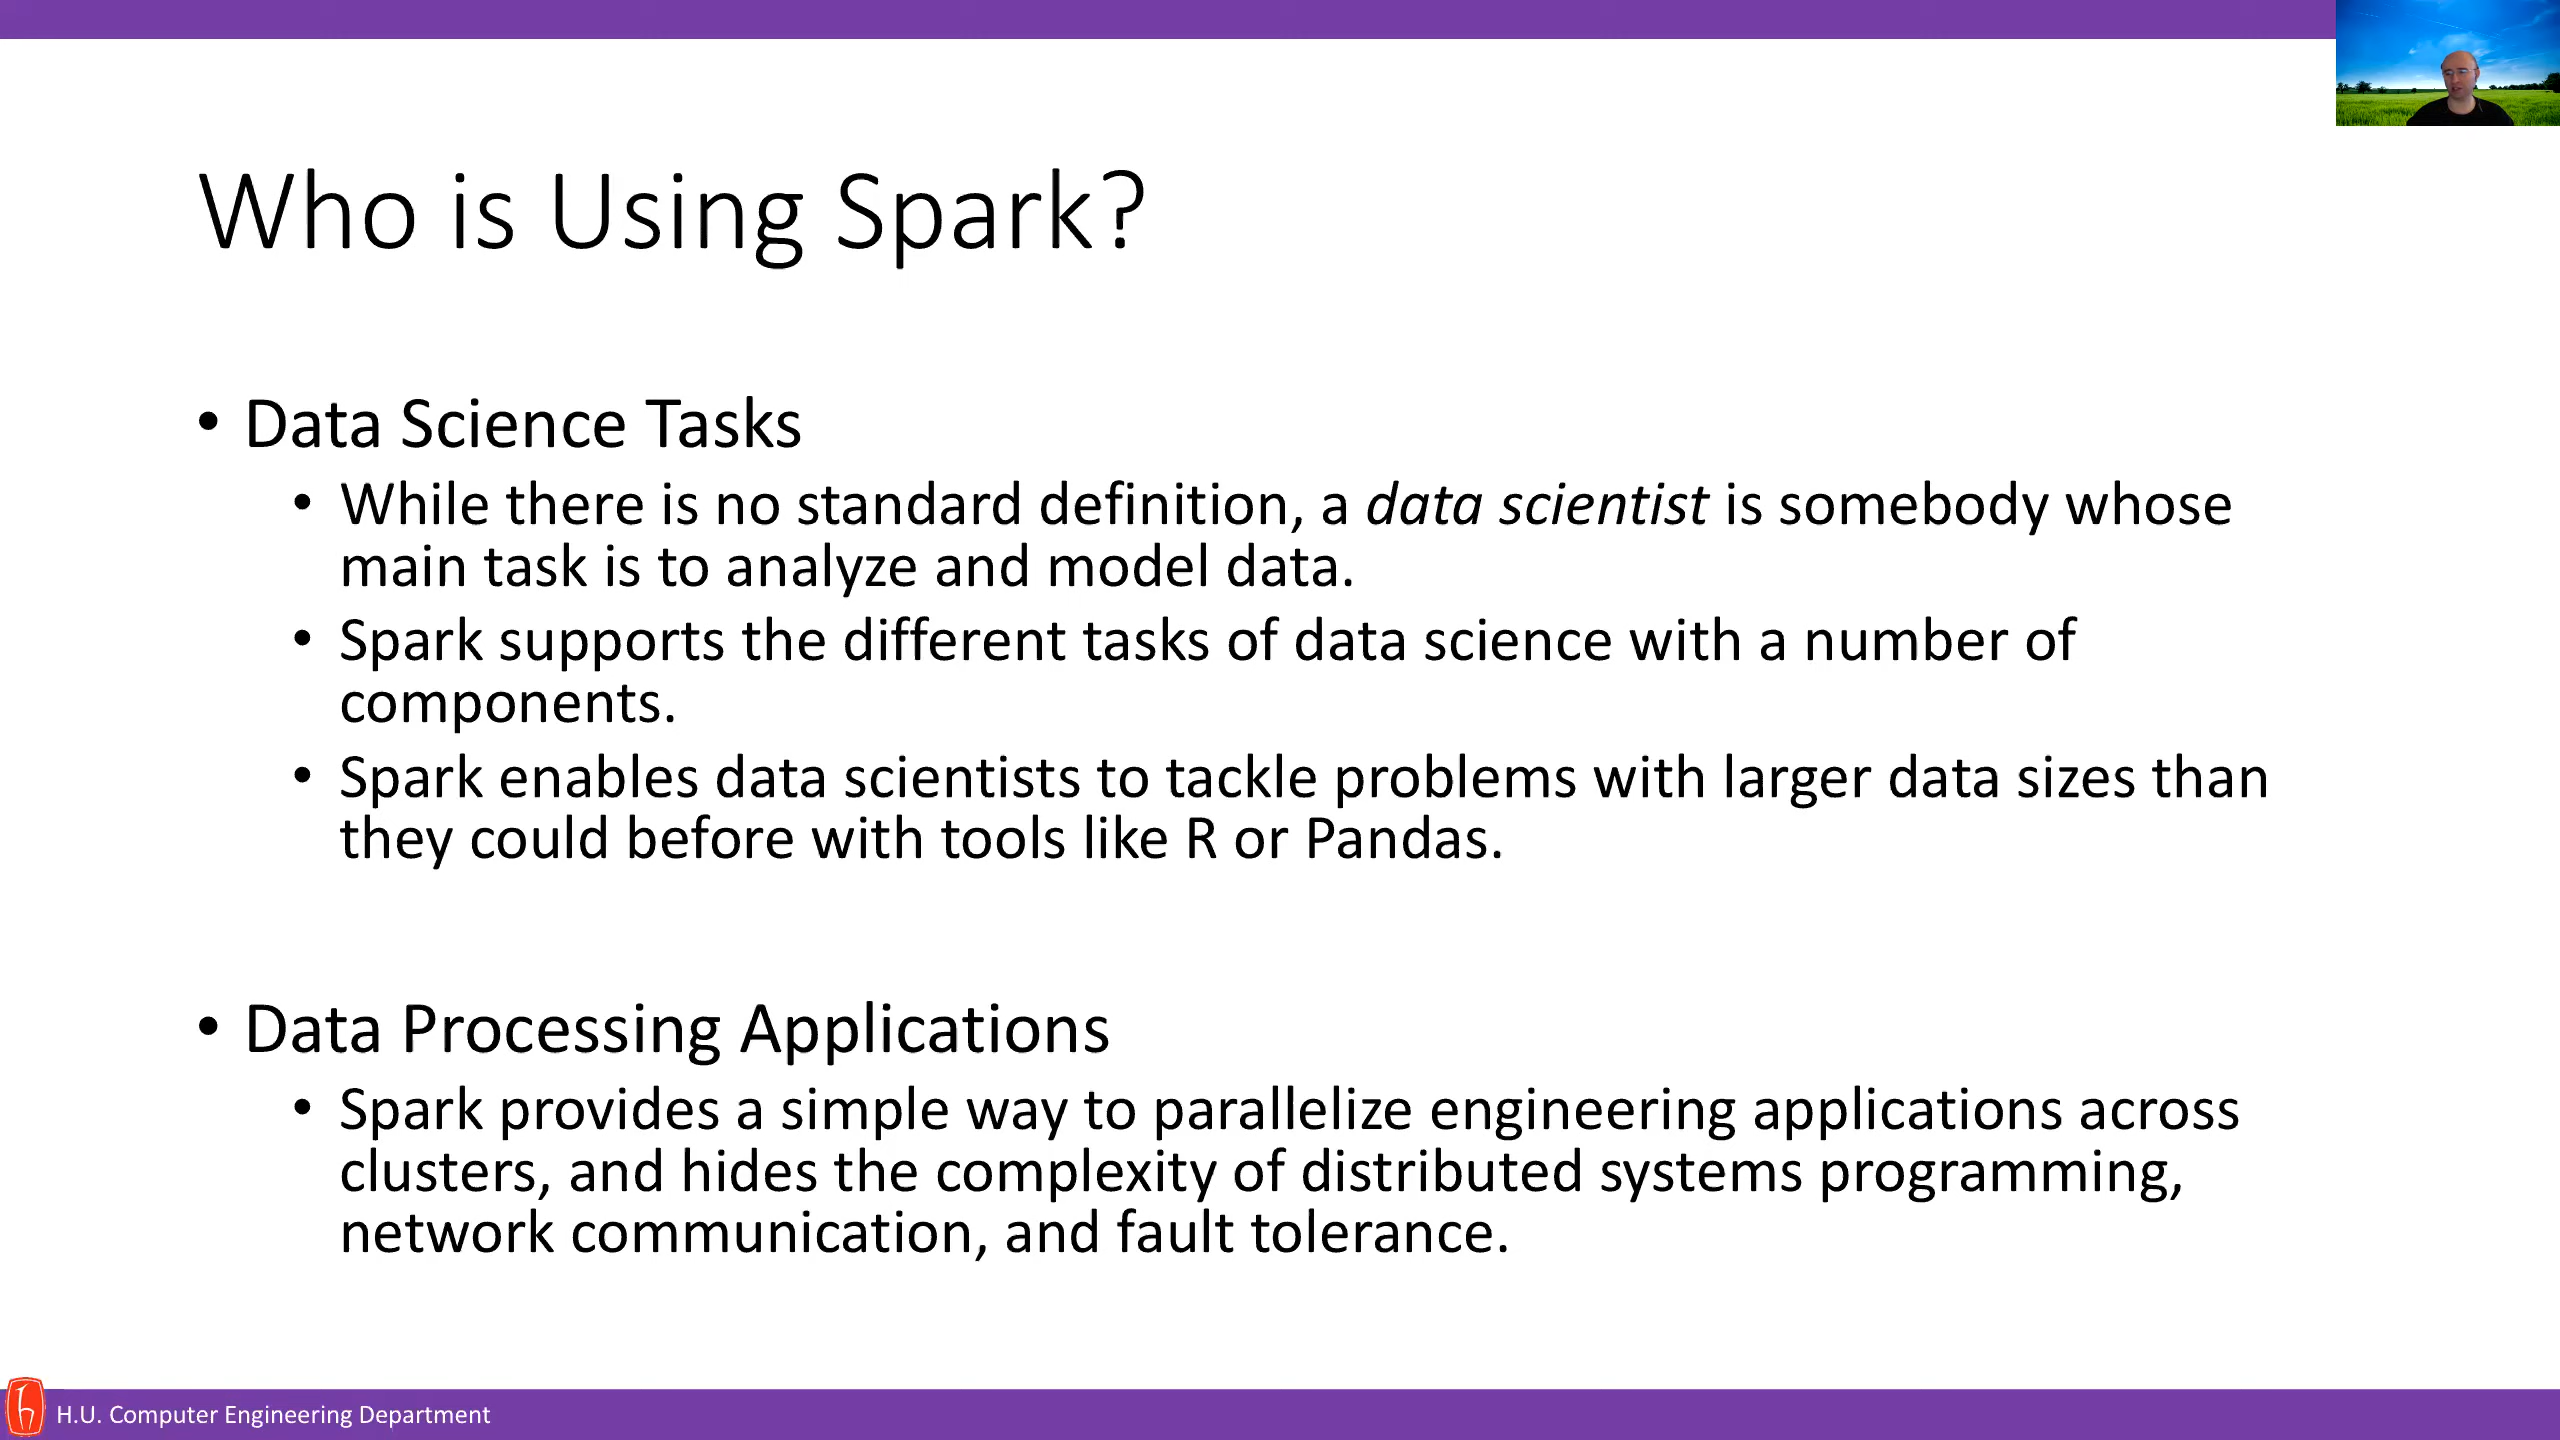 Who is Using Spark?
• Data Science Tasks
• While there is no standard definition, a data scientist is somebody whose
main task is to analyze and model data.
• Spark supports the different tasks of data science with a number of
components.
• Spark enables data scientists to tackle problems with larger data sizes than
they could before with tools like R or Pandas.
• Data Processing Applications
• Spark provides a simple way to parallelize engineering applications across
clusters, and hides the complexity of distributed systems programming,
network communication, and fault tolerance.
H.U. Computer Engineering Department